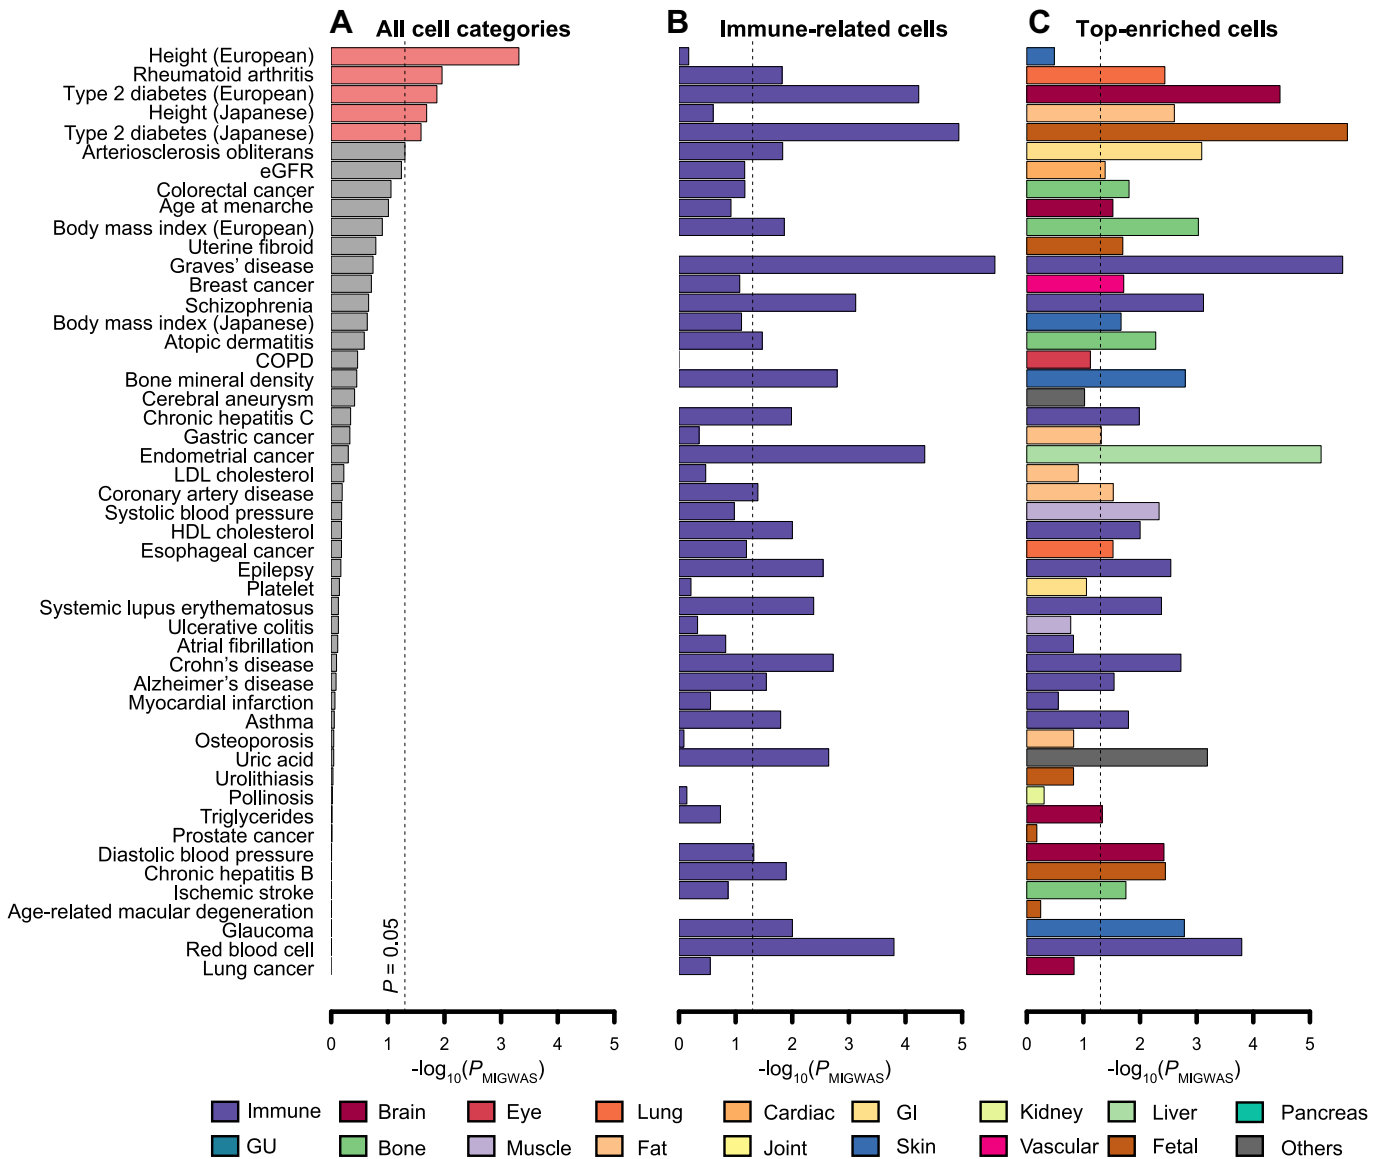 A All cell categories
B Immune-related cells
C Top-enriched cells
Height (European)
Rheumatoid arthritis
Type 2 diabetes (European)
Height (Japanese)
Type 2 diabetes (Japanese)
Arteriosclerosis obliterans
eGFR
Colorectal cancer
Age at menarche
Body mass index (European)
Uterine fibroid
Graves’ disease
Breast cancer
Schizophrenia
Body mass index (Japanese)
Atopic dermatitis
COPD
Bone mineral density
Cerebral aneurysm
Chronic hepatitis C
Gastric cancer
Endometrial cancer
LDL cholesterol
Coronary artery disease
Systolic blood pressure
HDL cholesterol
Esophageal cancer
Epilepsy
Platelet
Systemic lupus erythematosus
Ulcerative colitis
Atrial fibrillation
Crohn’s disease
Alzheimer’s disease
Myocardial infarction
Asthma
Osteoporosis
Uric acid
Urolithiasis
Pollinosis
Triglycerides
Prostate cancer
Diastolic blood pressure
Chronic hepatitis B
Ischemic stroke
Age-related macular degeneration
Glaucoma
Red blood cell
Lung cancer
P = 0.05
0 1 2 3 4 5
-log10(PMIGWAS)
0 1 2 3 4 5
-log10(PMIGWAS)
0 1 2 3 4 5
-log10(PMIGWAS)
Immune Brain Eye Lung Cardiac GI Kidney Liver Pancreas
GU Bone Muscle Fat Joint Skin Vascular Fetal Others